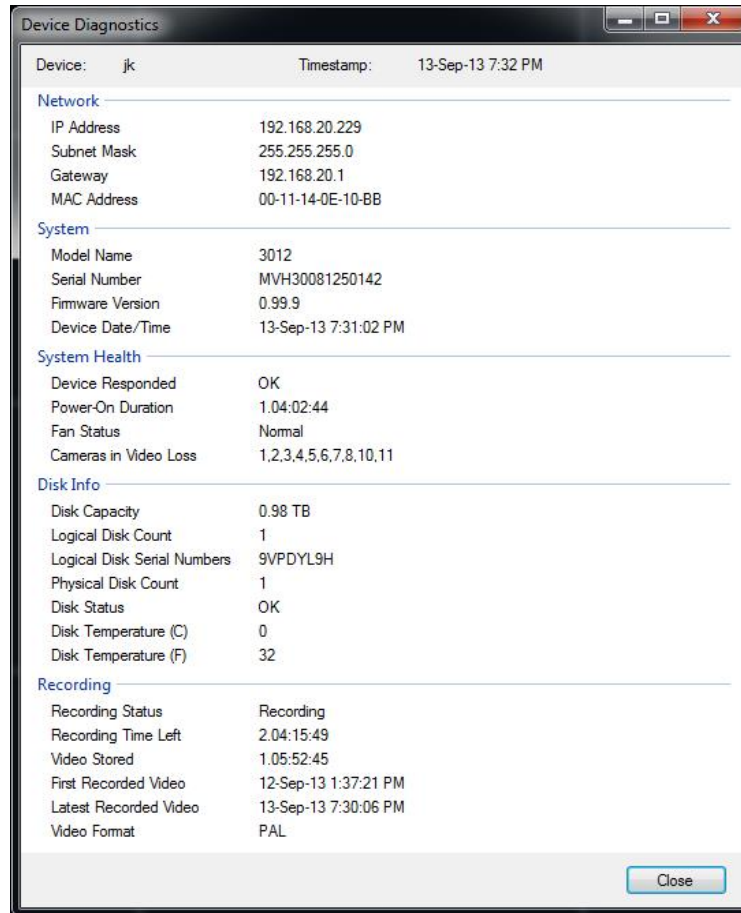 Device Diagnostics
Device: jk Timestamp: 13-Sep-13 7:32 PM
Network
IP Address 192.168.20.229
Subnet Mask 255.255.255.0
Gateway 192.168.20.1
MAC Address 00-11-14-0E-10-BB
System
Model Name 3012
Serial Number MVH30081250142
Firmware Version 0.99.9
Device Date/Time 13-Sep-13 7:31:02 PM
System Health
Device Responded OK
Power-On Duration 1.04:02:44
Fan Status Normal
Cameras in Video Loss 1,2,3,4,5,6,7,8,10,11
Disk Info
Disk Capacity 0.98 TB
Logical Disk Count 1
Logical Disk Serial Numbers 9VPDYL9H
Physical Disk Count 1
Disk Status OK
Disk Temperature (C) 0
Disk Temperature (F) 32
Recording
Recording Status Recording
Recording Time Left 2.04:15:49
Video Stored 1.05:52:45
First Recorded Video 12-Sep-13 1:37:21 PM
Latest Recorded Video 13-Sep-13 7:30:06 PM
Video Format PAL
Close